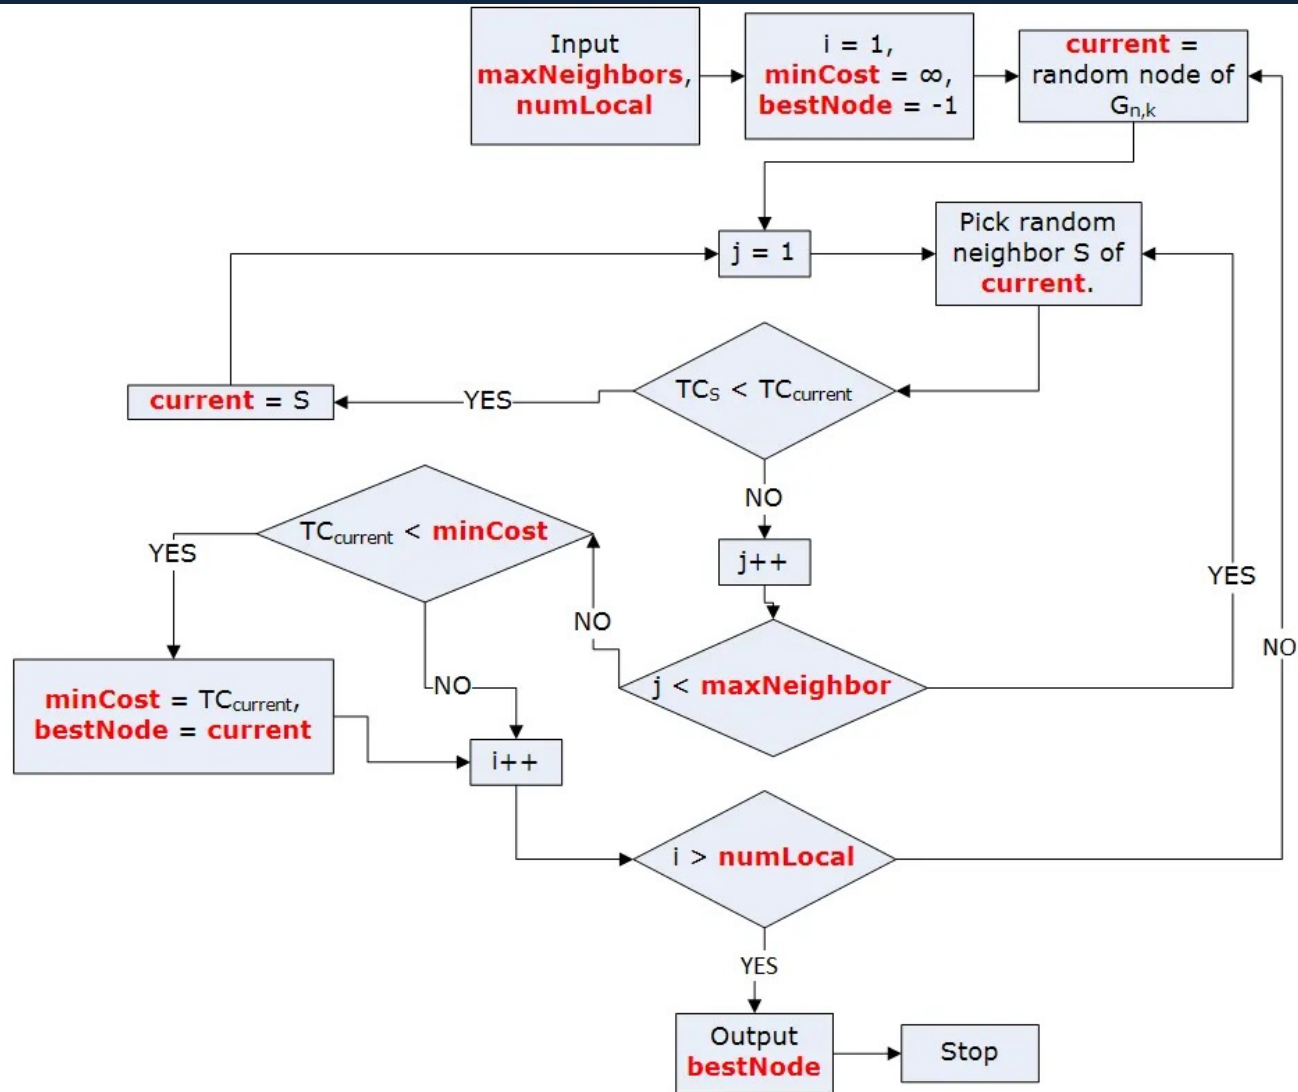 Input
maxNeighbors,
numLocal
i = 1,
minCost = ∞,
bestNode = -1
current =
random node of
Gn,k
j = 1
Pick random
neighbor S of
current.
TCS < TCcurrent
YES
current = S
NO
j++
j < maxNeighbor
YES
NO
TCcurrent < minCost
YES
minCost = TCcurrent,
bestNode = current
NO
i++
i > numLocal
NO
YES
Output
bestNode
Stop